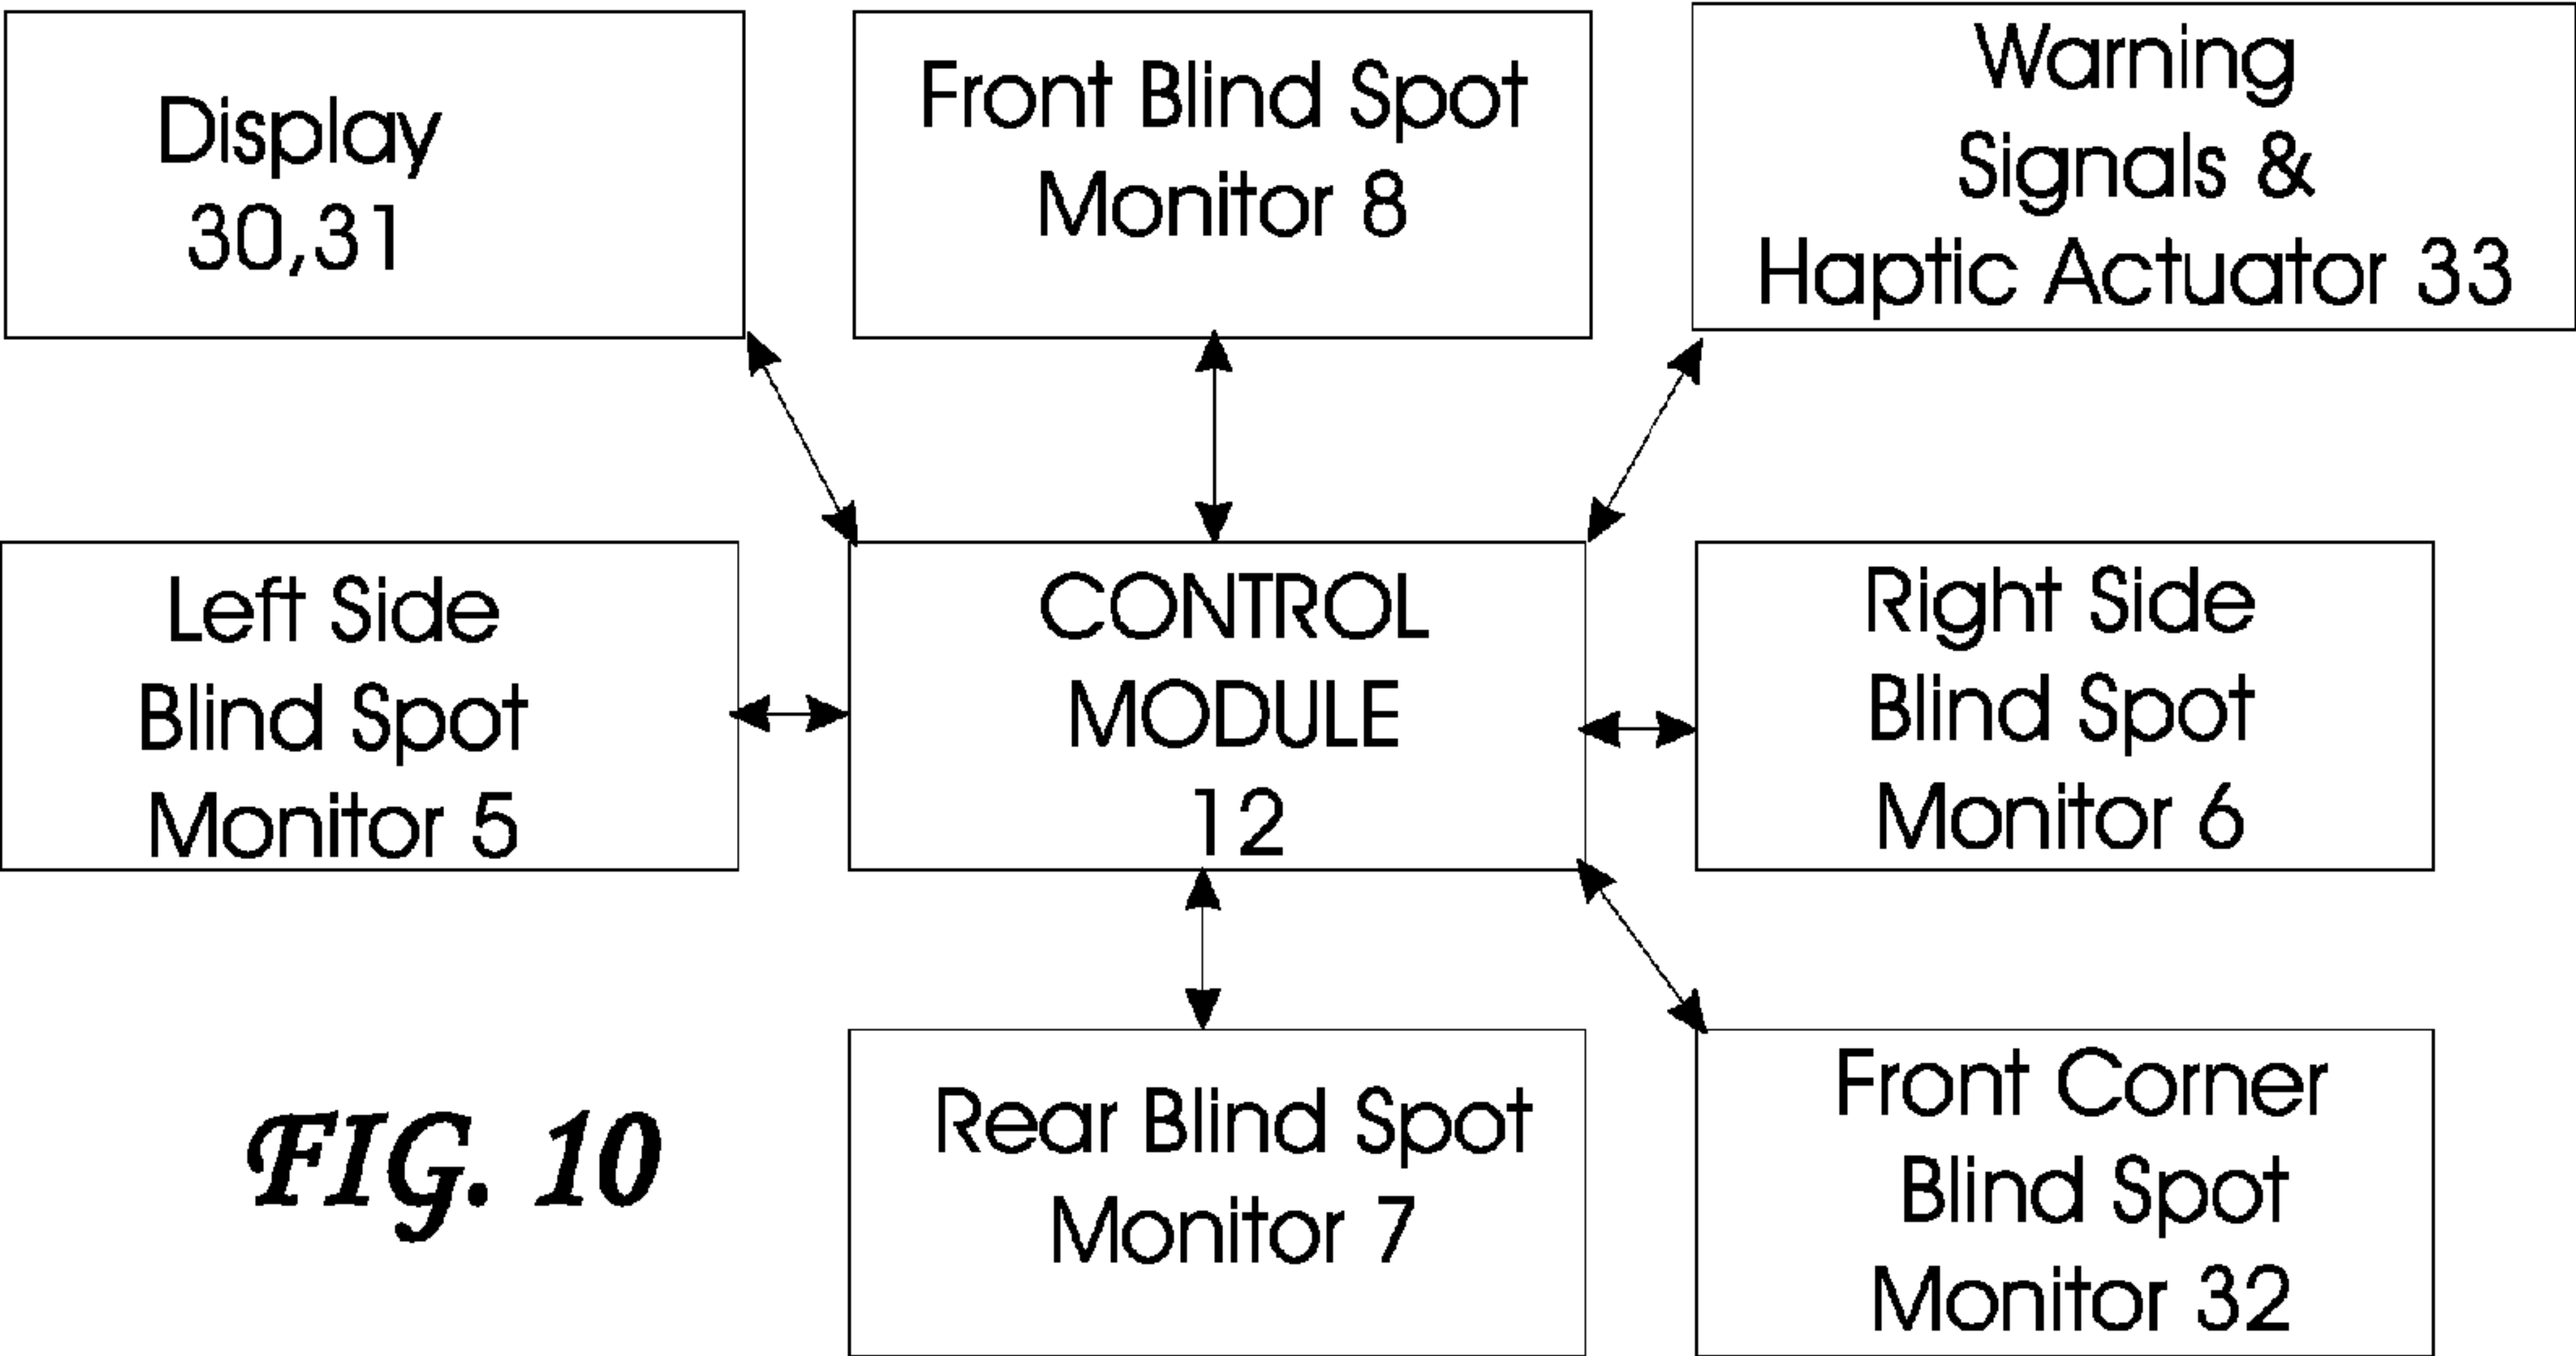 Display
30,31
Front Blind Spot
Monitor 8
Warning
Signals &
Haptic Actuator 33
Left Side
Blind Spot
Monitor 5
CONTROL
MODULE
12
Right Side
Blind Spot
Monitor 6
FIG. 10
Rear Blind Spot
Monitor 7
Front Corner
Blind Spot
Monitor 32